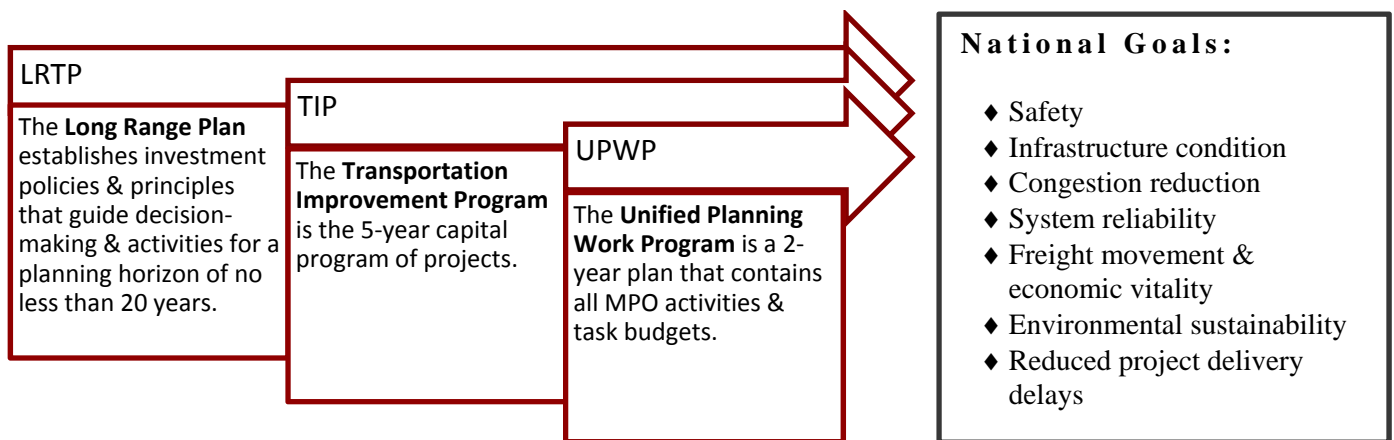 LRTP
The Long Range Plan
establishes investment
policies & principles
that guide decision-
making & activities for a
planning horizon of no
less than 20 years.
TIP
The Transportation
Improvement Program
is the 5-year capital
program of projects.
UPWP
The Unified Planning
Work Program is a 2-
year plan that contains
all MPO activities &
task budgets.
National Goals:
♦ Safety
♦ Infrastructure condition
♦ Congestion reduction
♦ System reliability
♦ Freight movement &
economic vitality
♦ Environmental sustainability
♦ Reduced project delivery
delays